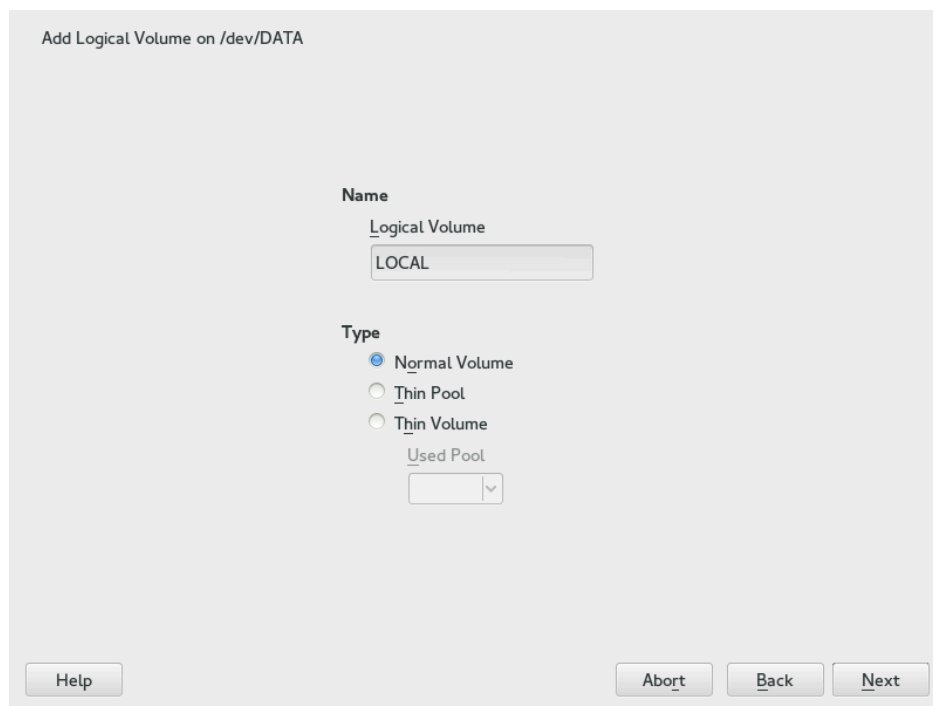 Add Logical Volume on /dev/DATA
Name
Logical Volume
LOCAL
Type
Normal Volume
Thin Pool
Thin Volume
Used Pool
Help
Abort
Back
Next